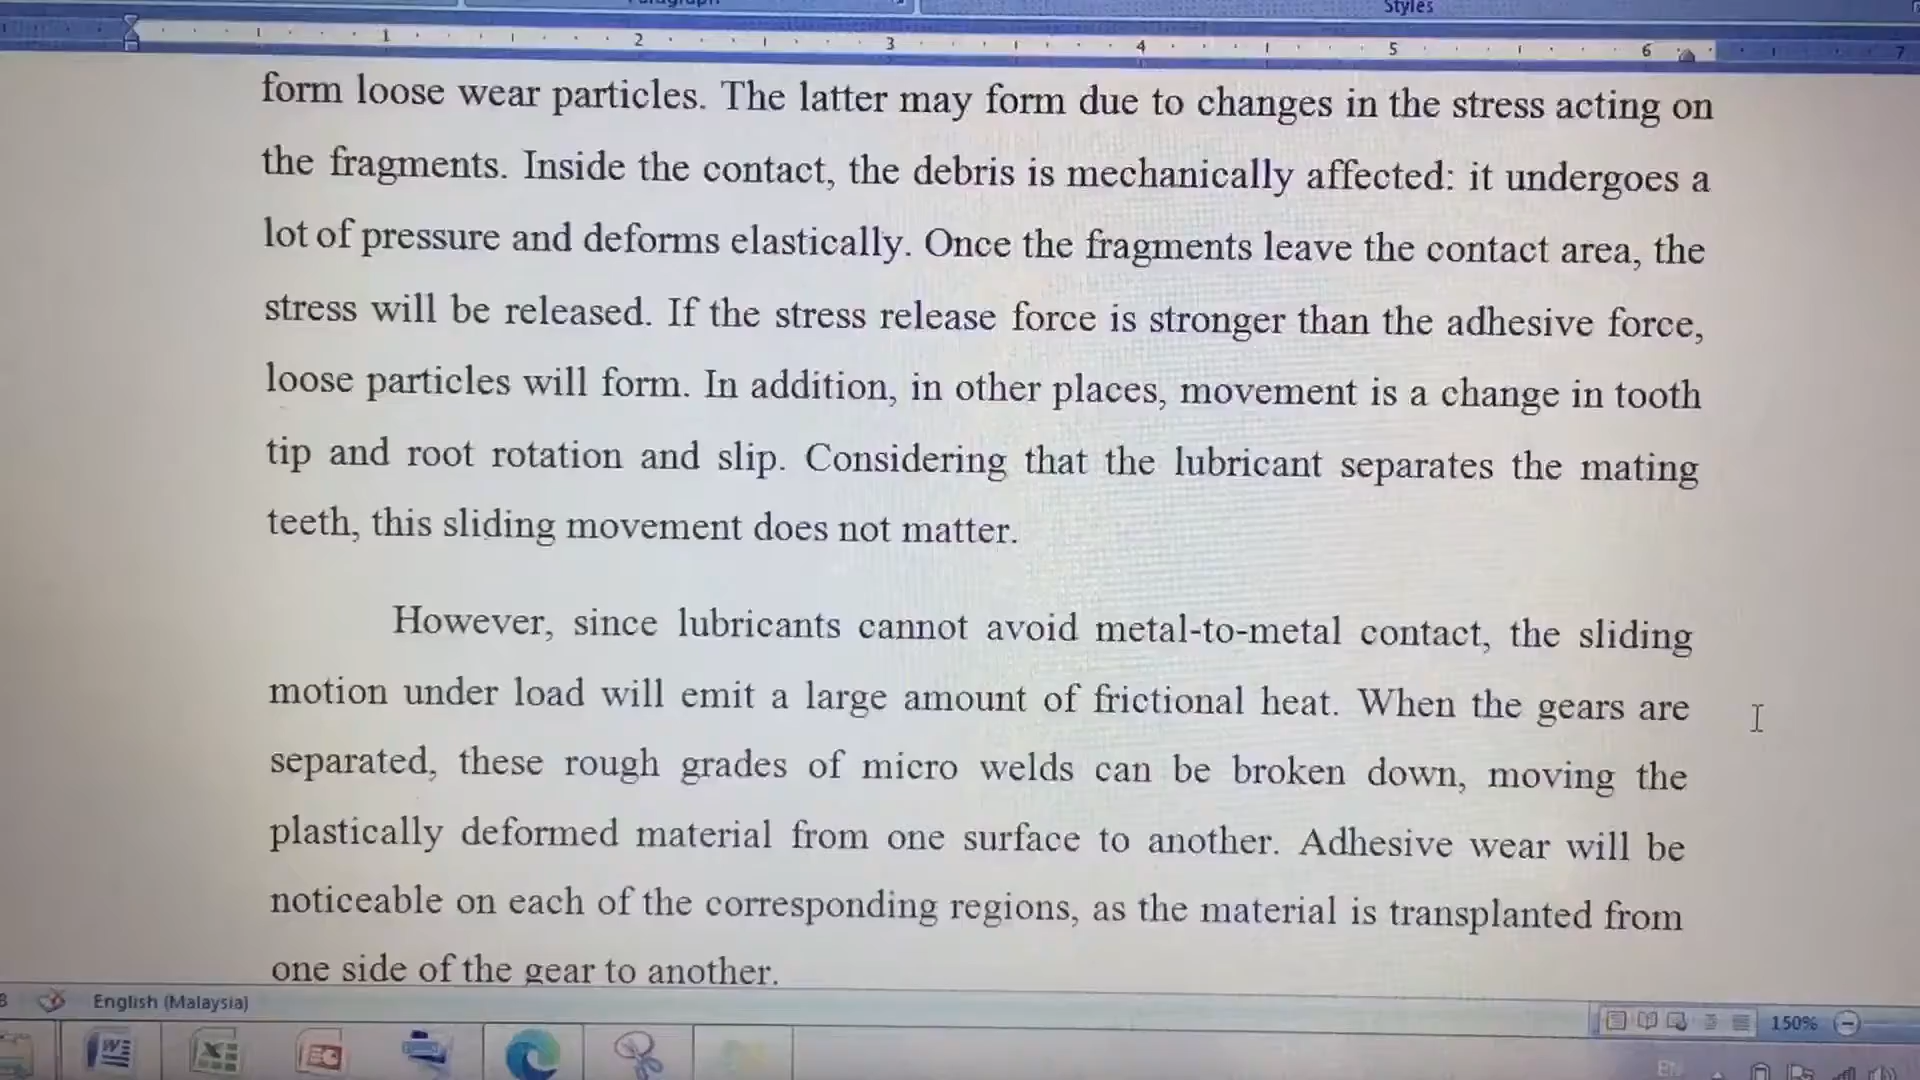 Styles
1 2 3 4 5 6 7
form loose wear particles. The latter may form due to changes in the stress acting on
the fragments. Inside the contact, the debris is mechanically affected: it undergoes a
lot of pressure and deforms elastically. Once the fragments leave the contact area, the
stress will be released. If the stress release force is stronger than the adhesive force,
loose particles will form. In addition, in other places, movement is a change in tooth
tip and root rotation and slip. Considering that the lubricant separates the mating
teeth, this sliding movement does not matter.
However, since lubricants cannot avoid metal-to-metal contact, the sliding
motion under load will emit a large amount of frictional heat. When the gears are
separated, these rough grades of micro welds can be broken down, moving the
plastically deformed material from one surface to another. Adhesive wear will be
noticeable on each of the corresponding regions, as the material is transplanted from
one side of the gear to another.
English (Malaysia)
150%
EN